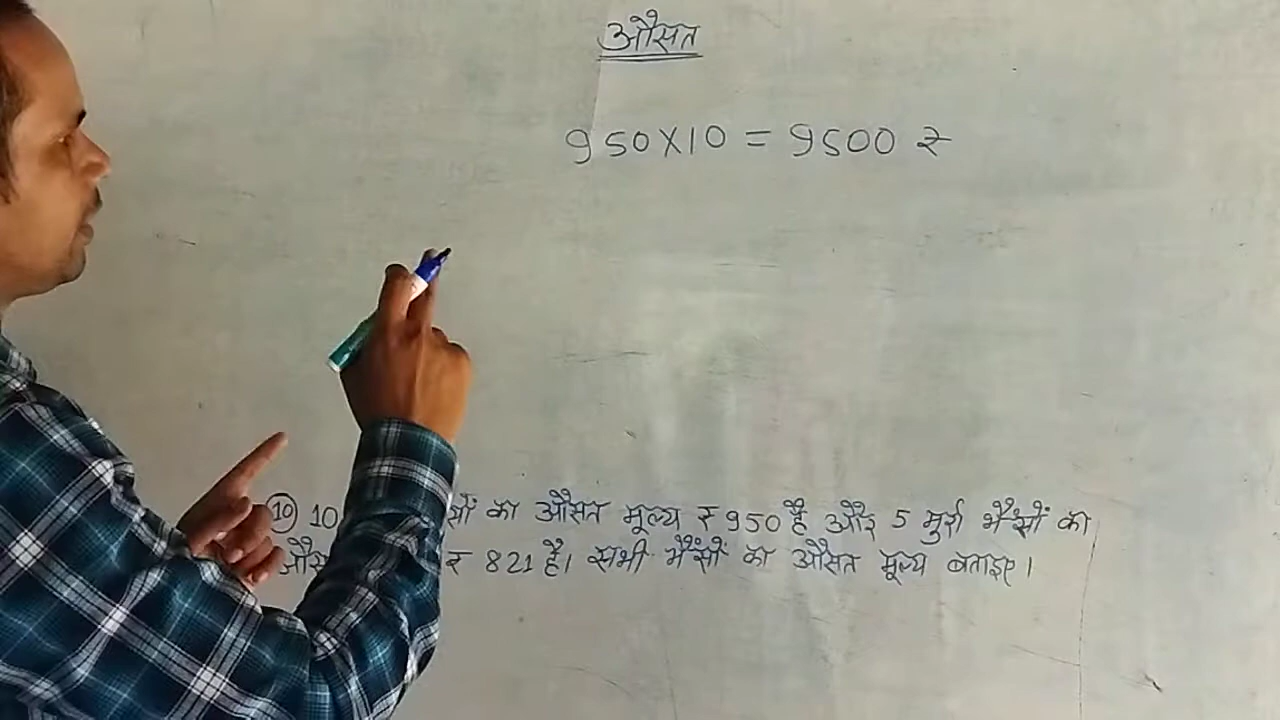 औसत
950×10 = 9500 ₹
⑩ 10 का औसत मूल्य ₹ 950 है और 5 मुर्रा भैंसों का
₹ 821 है। सभी भैंसों का औसत मूल्य बताइए।